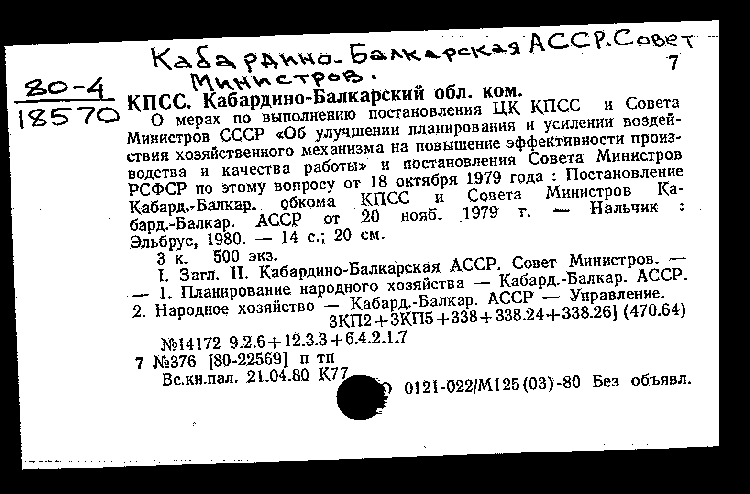 Кабардино-Балкарская АССР. Совет
Министров.
7
80-4
18570
КПСС. Кабардино-Балкарский обл. ком.
О мерах по выполнению постановления ЦК КПСС и Совета
Министров СССР «Об улучшении планирования и усилении воздей-
ствия хозяйственного механизма на повышение эффективности произ-
водства и качества работы» и постановления Совета Министров
РСФСР по этому вопросу от 18 октября 1979 года : Постановление
Кабард.-Балкар. обкома КПСС и Совета Министров Ка-
бард.-Балкар. АССР от 20 нояб. 1979 г. — Нальчик :
Эльбрус, 1980. — 14 с.; 20 см.
3 к. 500 экз.
I. Загл. II. Кабардино-Балкарская АССР. Совет Министров. —
— 1. Планирование народного хозяйства — Кабард.-Балкар. АССР.
2. Народное хозяйство — Кабард.-Балкар. АССР — Управление.
3КП2+3КП5+338+338.24+338.26](470.64)
№14172 9.2.6+12.3.3+6.4.2.1.7
7 №376 [80-22569] п тп
Вс.кн.пал. 21.04.80 К77
0121-022/М125(03)-80 Без объявл.